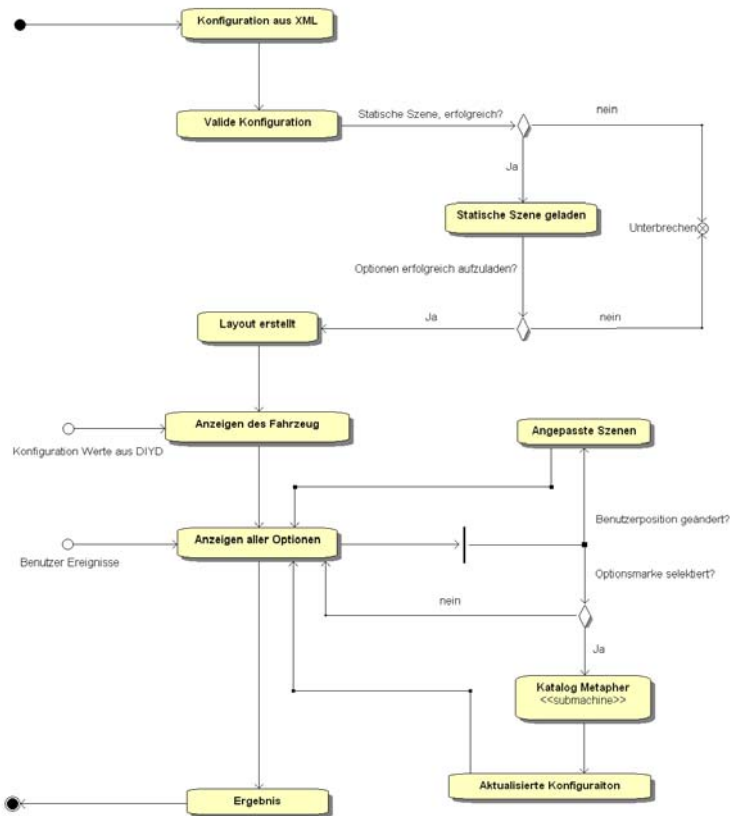 Konfiguration aus XML
Valide Konfiguration
Statische Szene, erfolgreich?
nein
Ja
Statische Szene geladen
Unterbrechen
Optionen erfolgreich aufzuladen?
Layout erstellt
Ja
nein
Anzeigen des Fahrzeug
Angepasste Szenen
Konfiguration Werte aus DIYD
Benutzerposition geändert?
Anzeigen aller Optionen
Benutzer Ereignisse
Optionsmarke selektiert?
nein
Ja
Katalog Metapher
<<submachine>>
Aktualisierte Konfiguraiton
Ergebnis